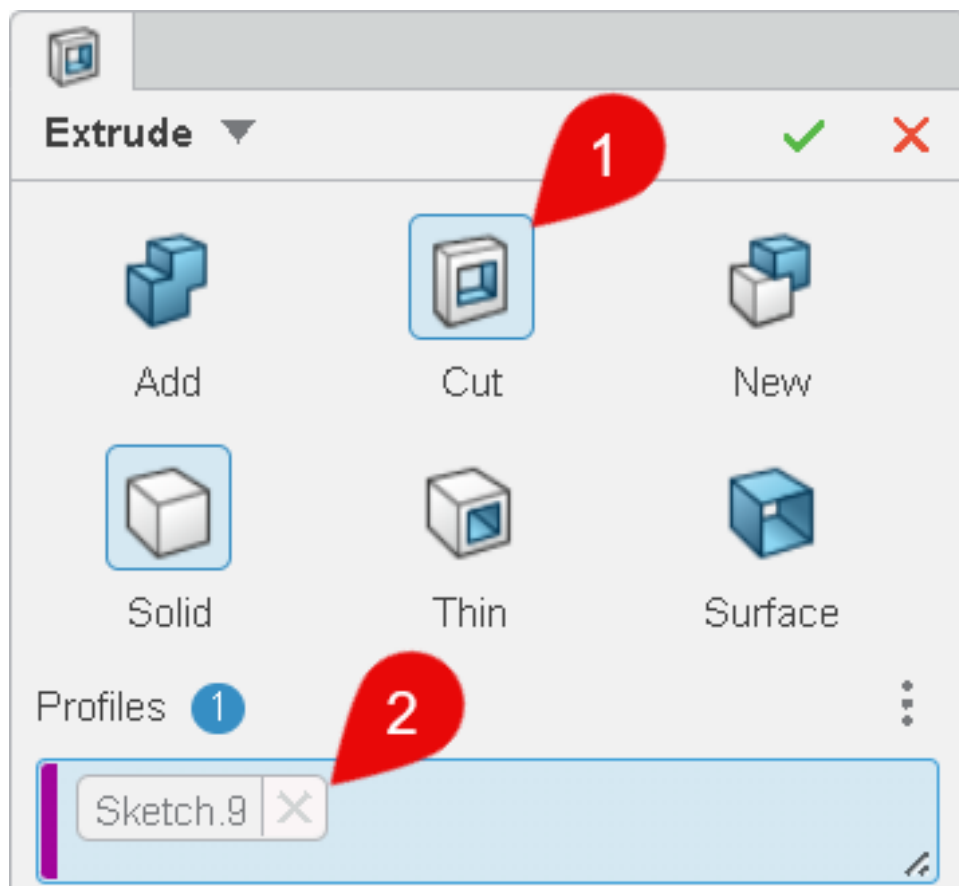 Extrude
1
Add Cut New
Solid Thin Surface
Profiles 1
2
Sketch.9